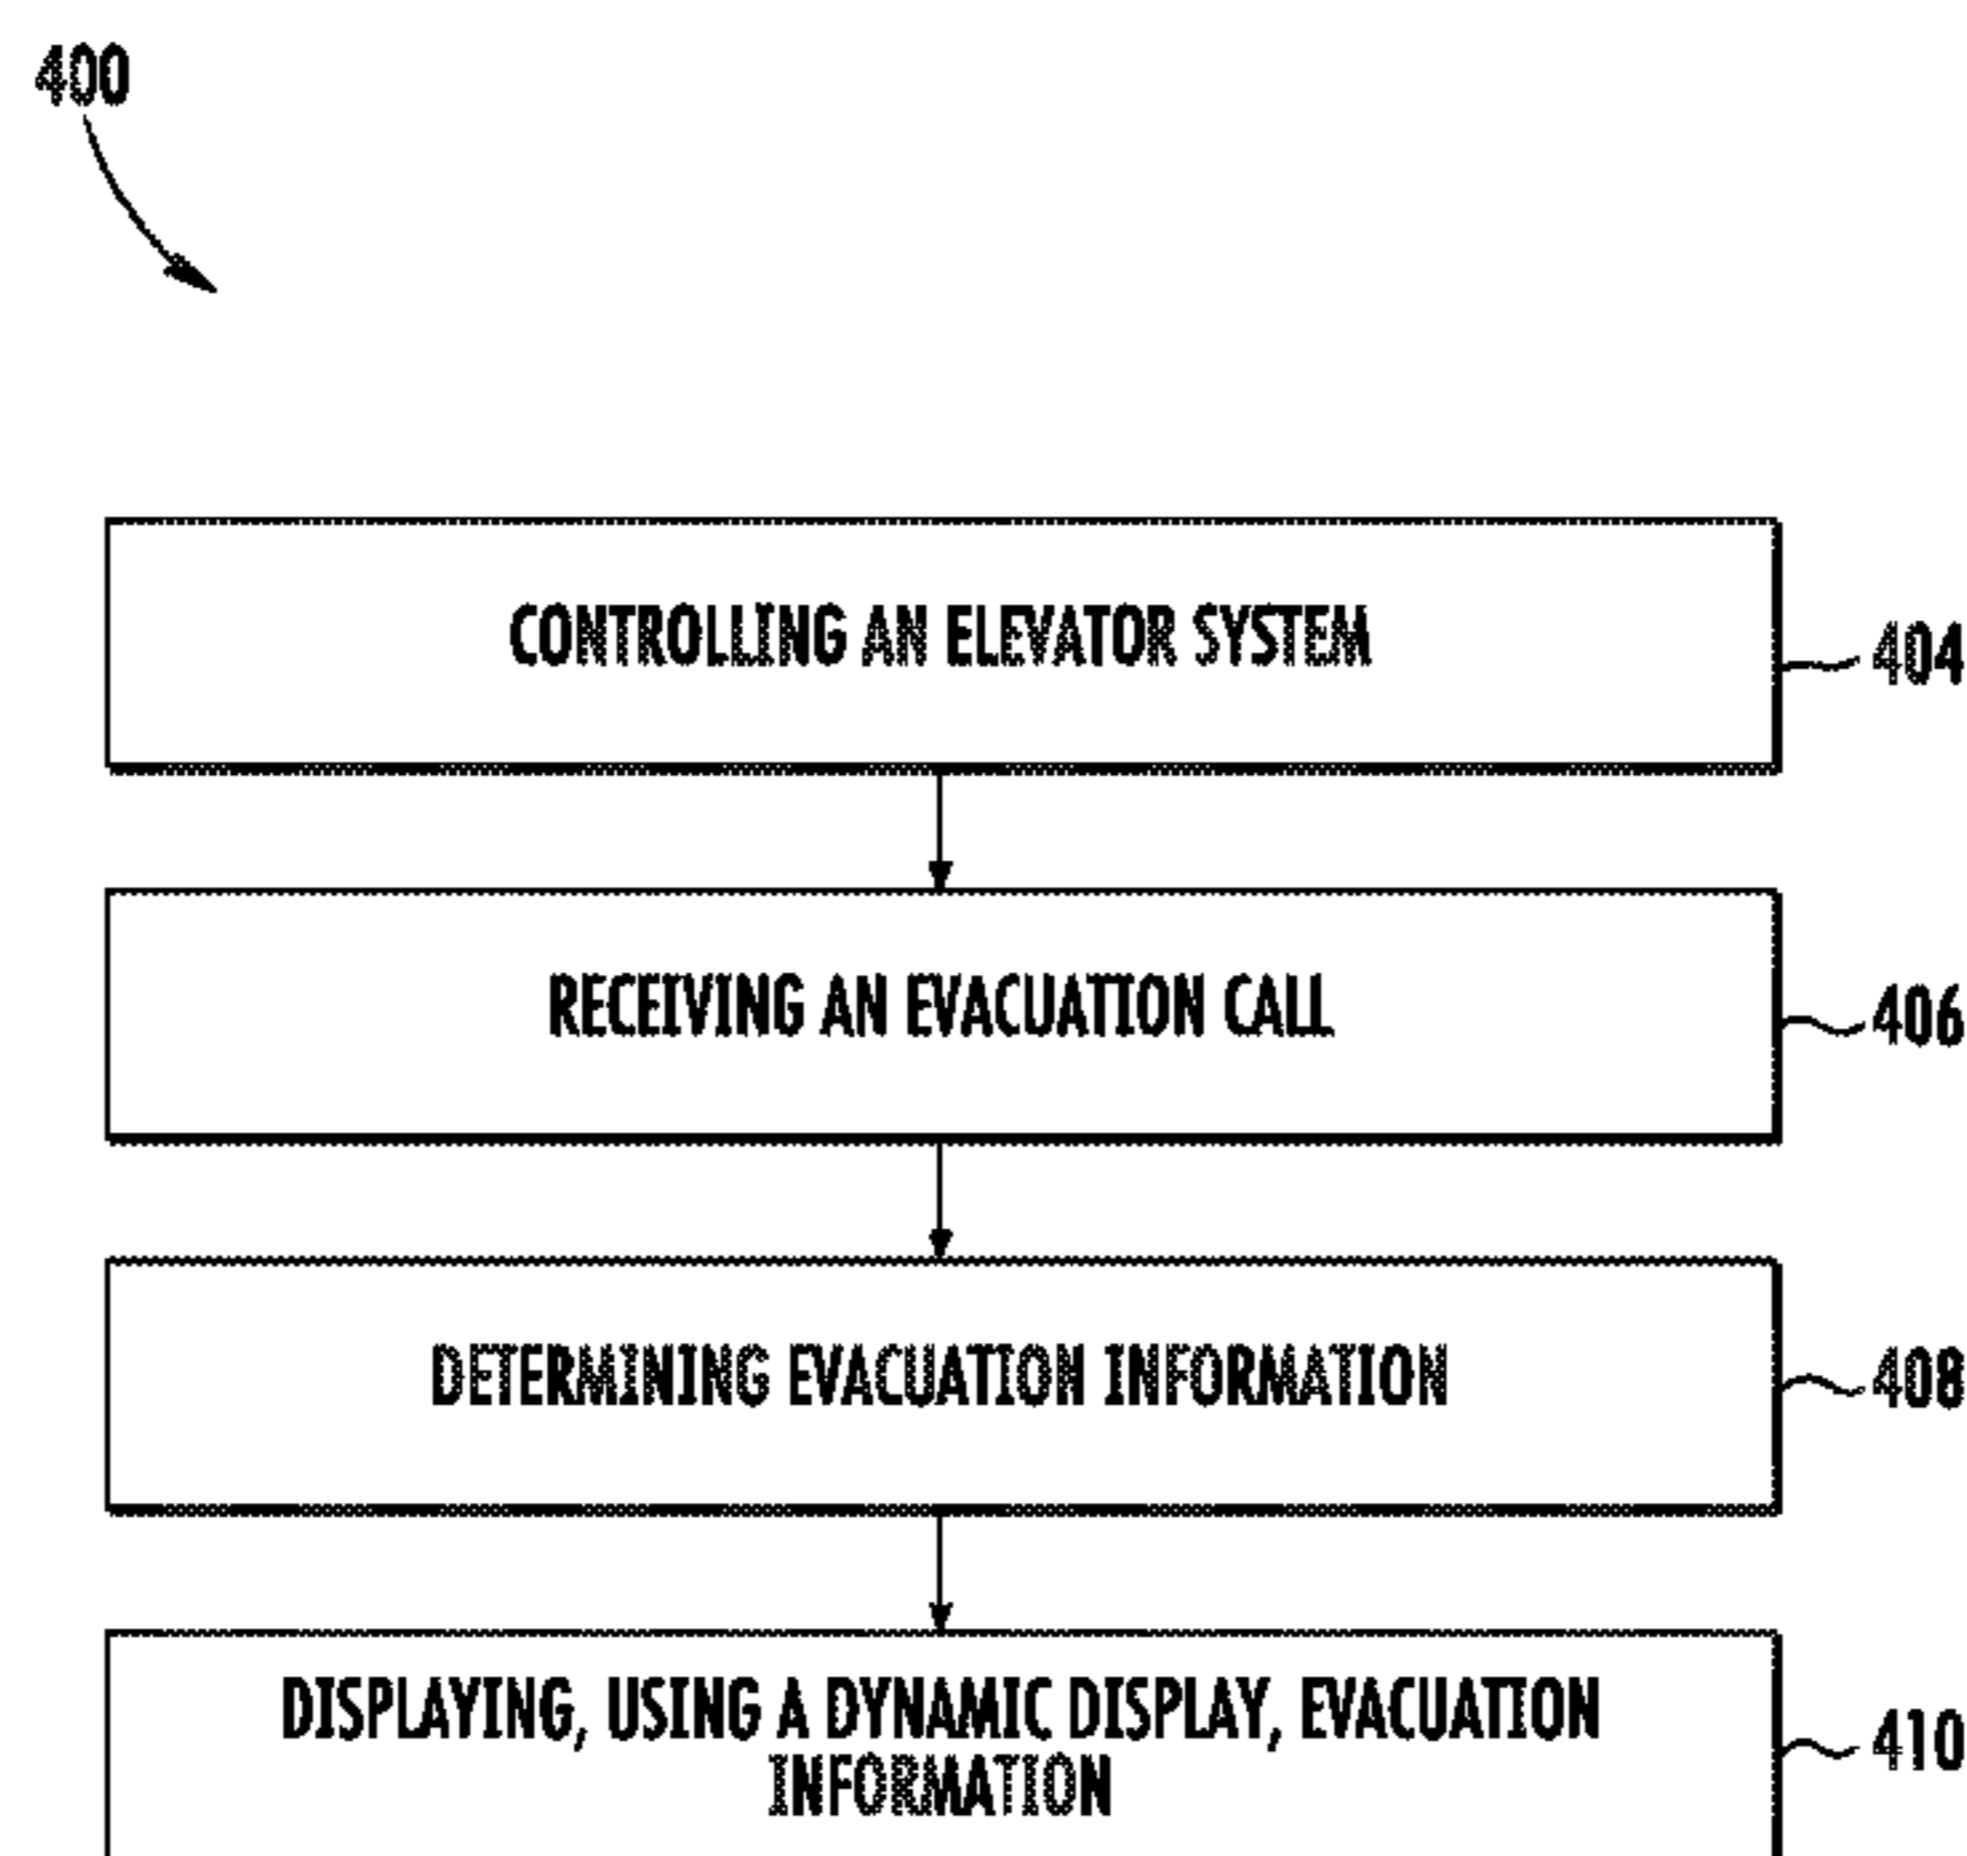 400
CONTROLLING AN ELEVATOR SYSTEM
404
RECEIVING AN EVACUATION CALL
406
DETERMINING EVACUATION INFORMATION
408
DISPLAYING, USING A DYNAMIC DISPLAY, EVACUATION
INFORMATION
410